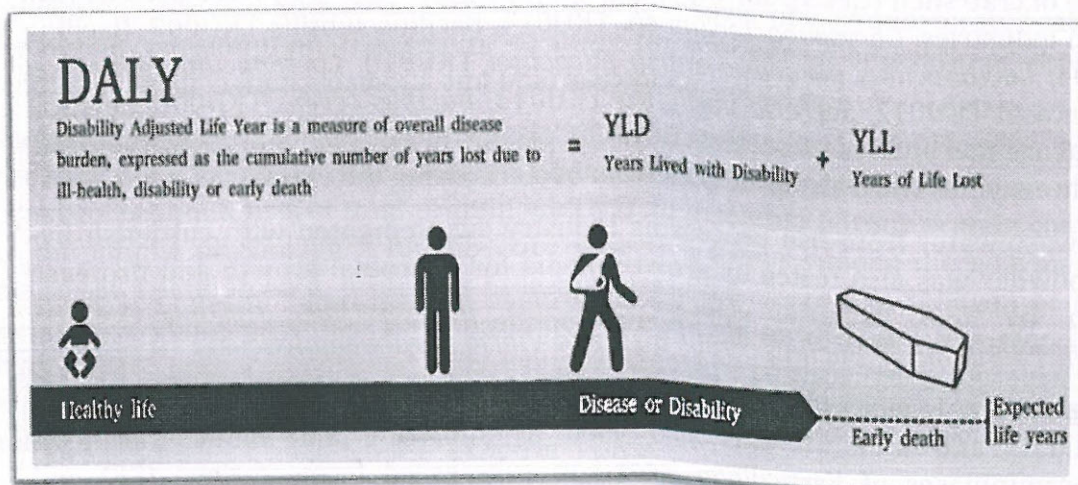 DALY
Disability Adjusted Life Year is a measure of overall disease
burden, expressed as the cumulative number of years lost due to
ill-health, disability or early death
=
YLD
Years Lived with Disability
+
YLL
Years of Life Lost
Healthy life
Disease or Disability
Early death
Expected
life years